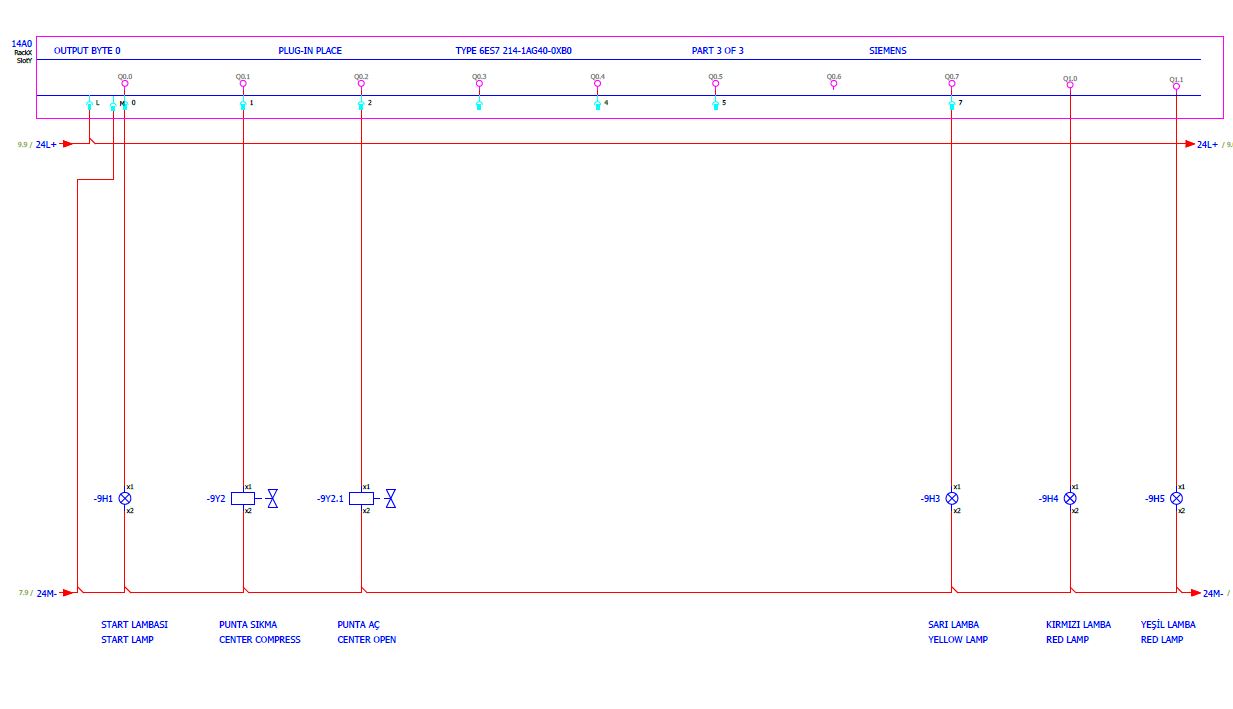 14A0
RackX
SlotY
OUTPUT BYTE 0 PLUG-IN PLACE TYPE 6ES7 214-1AG40-0XB0 PART 3 OF 3 SIEMENS
Q0.0 Q0.1 Q0.2 Q0.3 Q0.4 Q0.5 Q0.6 Q0.7 Q1.0 Q1.1
L M 0 1 2 4 5 7
9.9 / 24L+ 24L+ / 9.
x1 x1 x1 x1 x1 x1
-9H1 -9Y2 -9Y2.1 -9H3 -9H4 -9H5
x2 x2 x2 x2 x2 x2
7.9 / 24M- 24M- /
START LAMBASI PUNTA SIKMA PUNTA AÇ SARI LAMBA KIRMIZI LAMBA YEŞİL LAMBA
START LAMP CENTER COMPRESS CENTER OPEN YELLOW LAMP RED LAMP RED LAMP